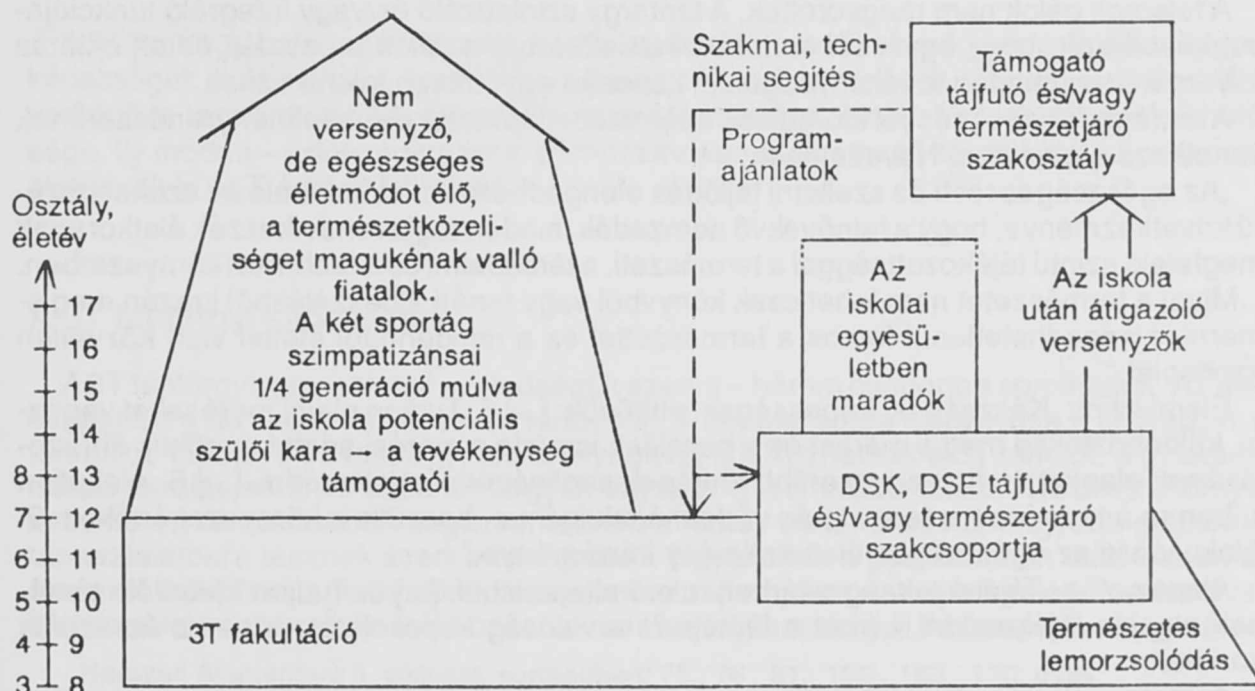 Nem
versenyző,
de egészséges
életmódot élő,
a természetközeli-
séget magukénak valló
fiatalok.
A két sportág
szimpatizánsai
1/4 generáció múlva
az iskola potenciális
szülői kara – a tevékenység
támogatói
Szakmai, tech-
nikai segítés
Program-
ajánlatok
Támogató
tájfutó és/vagy
természetjáró
szakosztály
Az
iskolai
egyesü-
letben
maradók
Az iskola
után átigazoló
versenyzők
DSK, DSE tájfutó
és/vagy természetjáró
szakcsoportja
3T fakultáció
Természetes
lemorzsolódás
Osztály,
életév
17
16
15
14
8 13
7 12
6 11
5 10
4 9
3 8